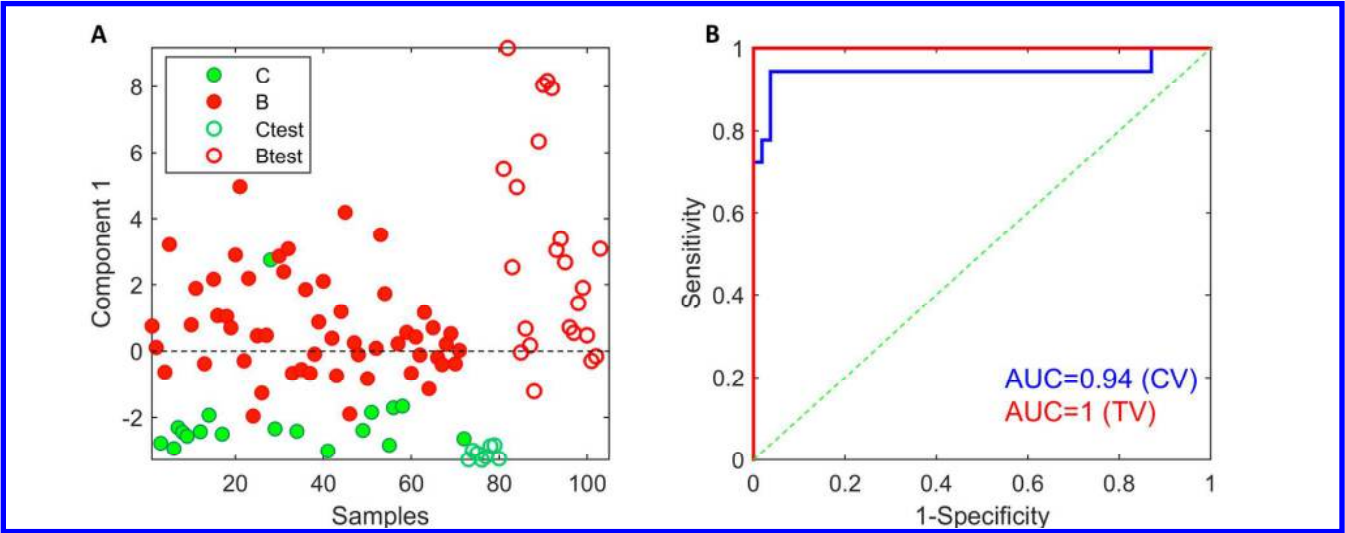 A
Component 1
8
6
4
2
0
-2
C
B
Ctest
Btest
20
40
60
80
100
Samples
B
Sensitivity
1
0.8
0.6
0.4
0.2
0
AUC=0.94 (CV)
AUC=1 (TV)
0
0.2
0.4
0.6
0.8
1
1-Specificity